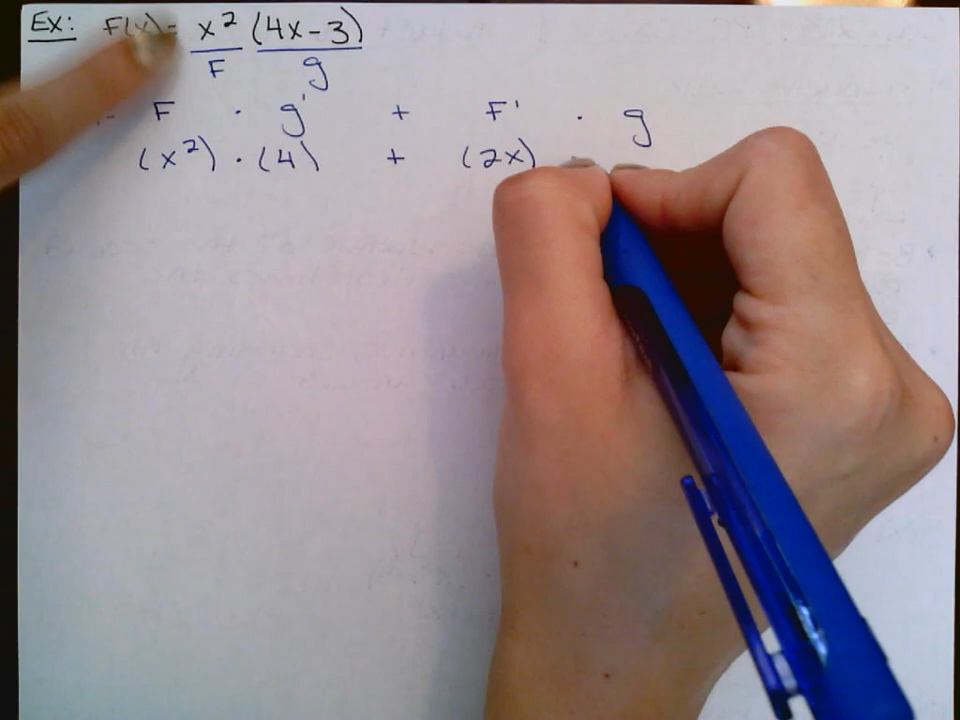 Ex: F(x)= x² (4x-3)
F g
F · g' + F' · g
(x²) · (4) + (2x) ·